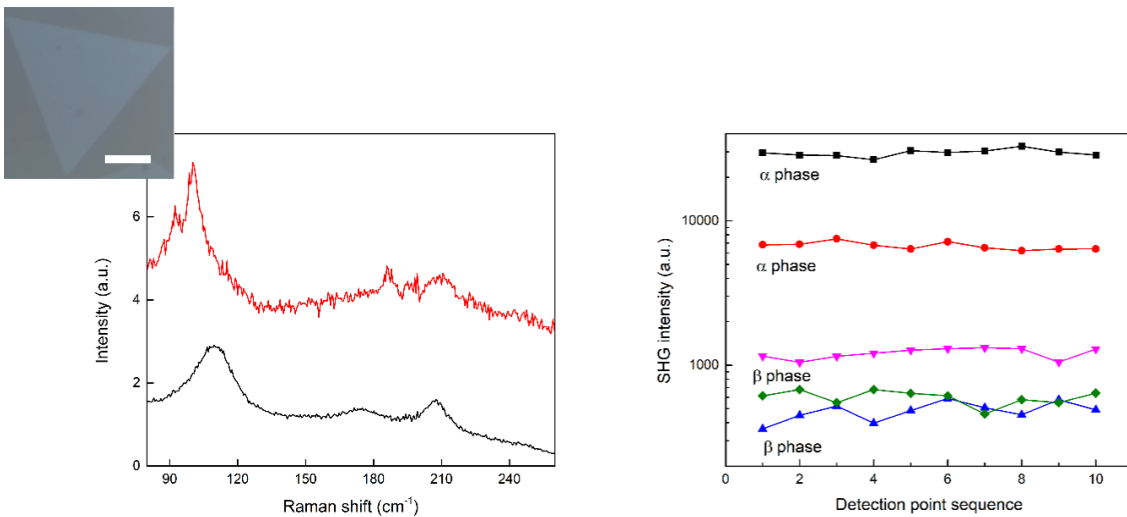 6
4
2
0
90 120 150 180 210 240
Raman shift (cm⁻¹)
Intensity (a.u.)
10000
1000
SHG intensity (a.u.)
α phase
α phase
β phase
β phase
0 2 4 6 8 10
Detection point sequence